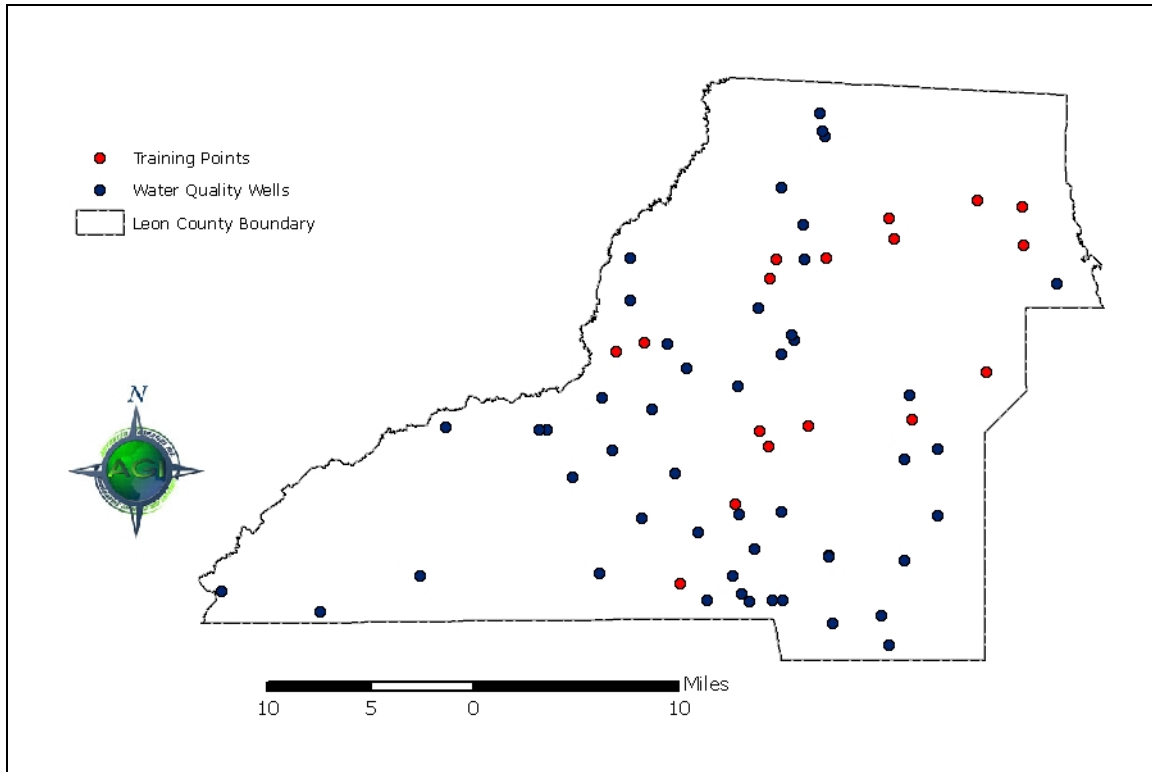 Training Points
Water Quality Wells
Leon County Boundary
N
AGI
Miles
10 5 0 10